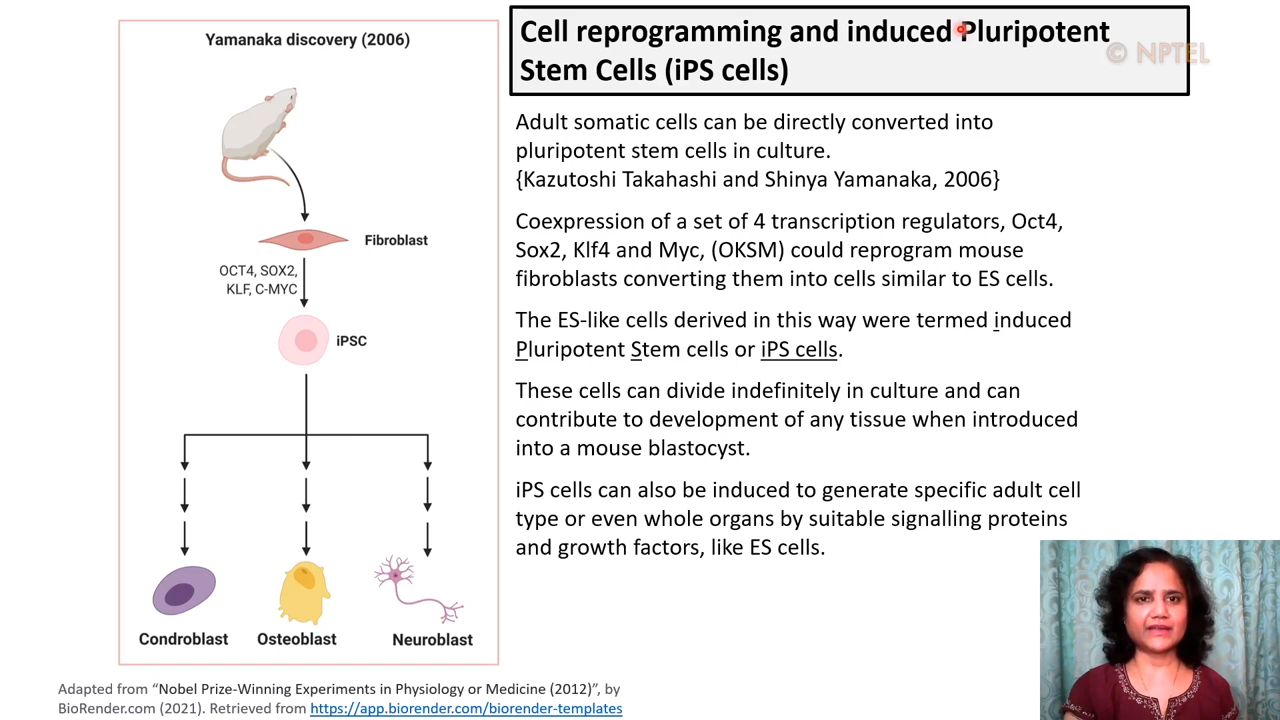 Yamanaka discovery (2006)
Fibroblast
OCT4, SOX2,
KLF, C-MYC
iPSC
Condroblast
Osteoblast
Neuroblast
Adapted from “Nobel Prize-Winning Experiments in Physiology or Medicine (2012)”, by
BioRender.com (2021). Retrieved from https://app.biorender.com/biorender-templates
Cell reprogramming and induced Pluripotent
Stem Cells (iPS cells)
© NPTEL
Adult somatic cells can be directly converted into
pluripotent stem cells in culture.
{Kazutoshi Takahashi and Shinya Yamanaka, 2006}
Coexpression of a set of 4 transcription regulators, Oct4,
Sox2, Klf4 and Myc, (OKSM) could reprogram mouse
fibroblasts converting them into cells similar to ES cells.
The ES-like cells derived in this way were termed induced
Pluripotent Stem cells or iPS cells.
These cells can divide indefinitely in culture and can
contribute to development of any tissue when introduced
into a mouse blastocyst.
iPS cells can also be induced to generate specific adult cell
type or even whole organs by suitable signalling proteins
and growth factors, like ES cells.